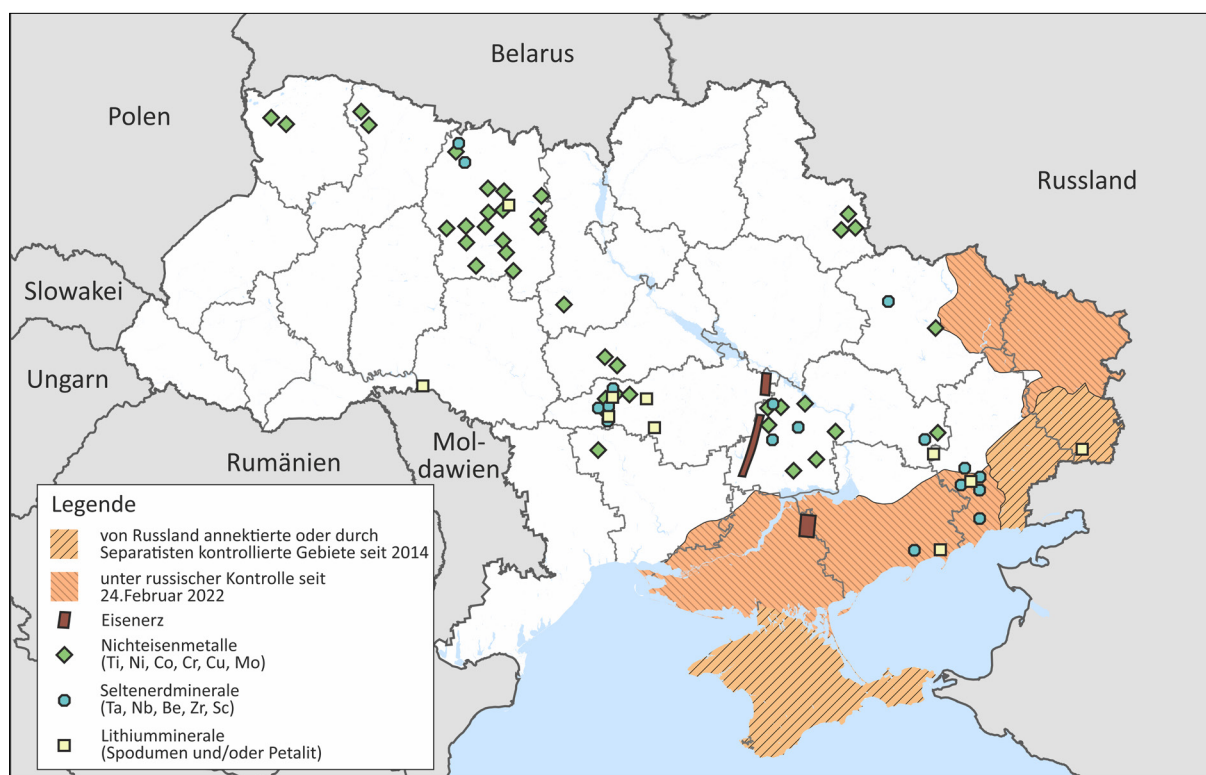 Belarus
Polen
Russland
Slowakei
Ungarn
Mol-
dawien
Rumänien
Legende
von Russland annektierte oder durch
Separatisten kontrollierte Gebiete seit 2014
unter russischer Kontrolle seit
24.Februar 2022
Eisenerz
Nichteisenmetalle
(Ti, Ni, Co, Cr, Cu, Mo)
Seltenerdminerale
(Ta, Nb, Be, Zr, Sc)
Lithiumminerale
(Spodumen und/oder Petalit)